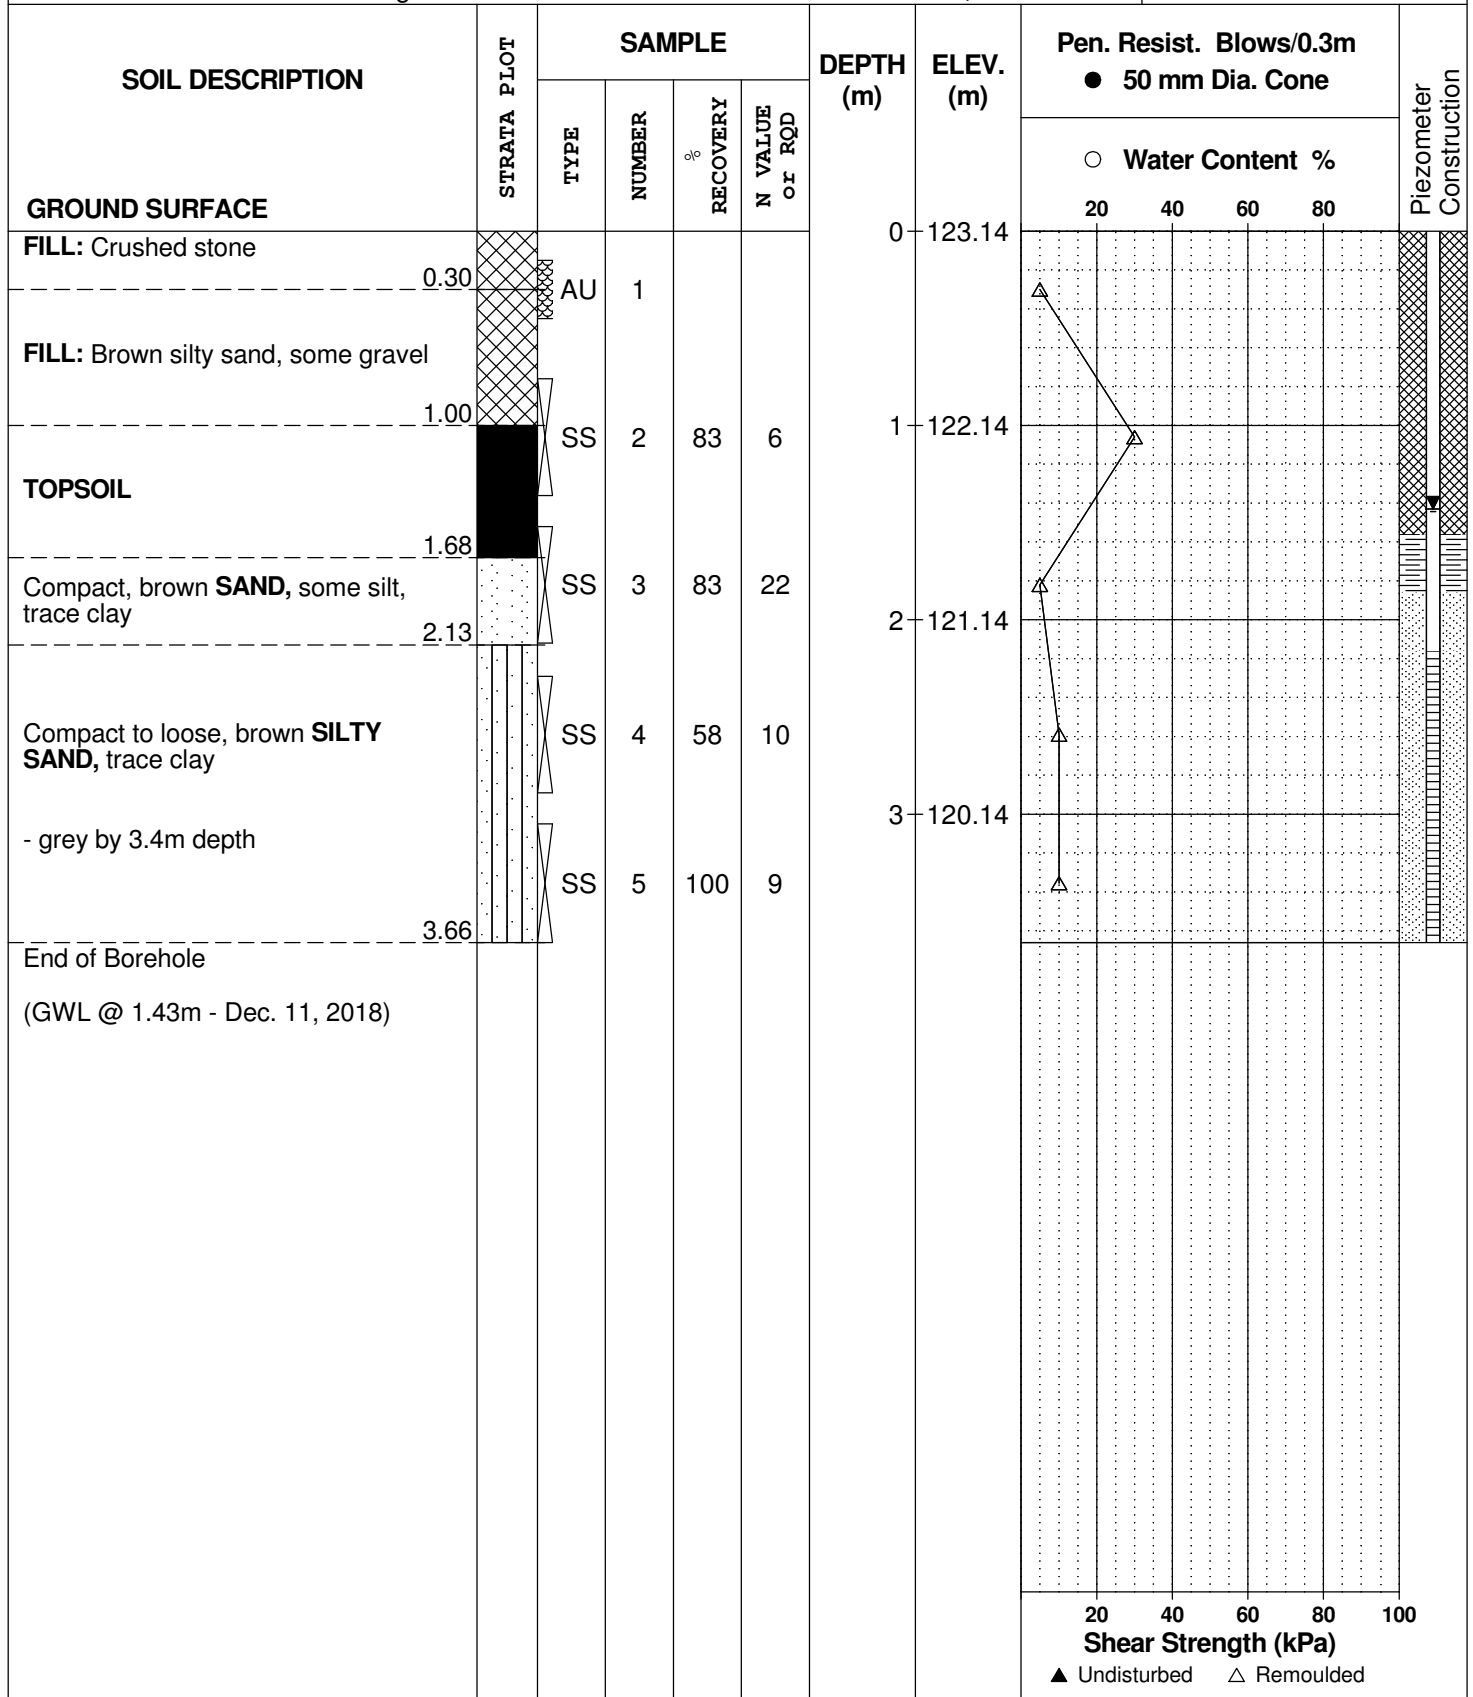 SOIL DESCRIPTION
GROUND SURFACE
STRATA PLOT
SAMPLE
TYPE
NUMBER
%
RECOVERY
N VALUE
or RQD
DEPTH
(m)
ELEV.
(m)
Pen. Resist. Blows/0.3m
● 50 mm Dia. Cone
○ Water Content %
20 40 60 80
Piezometer
Construction
0 123.14
FILL: Crushed stone
0.30
AU 1
FILL: Brown silty sand, some gravel
1.00
1 122.14
SS 2 83 6
TOPSOIL
1.68
Compact, brown SAND, some silt,
trace clay
SS 3 83 22
2.13
2 121.14
Compact to loose, brown SILTY
SAND, trace clay
SS 4 58 10
3 120.14
- grey by 3.4m depth
SS 5 100 9
3.66
End of Borehole
(GWL @ 1.43m - Dec. 11, 2018)
20 40 60 80 100
Shear Strength (kPa)
▲ Undisturbed △ Remoulded